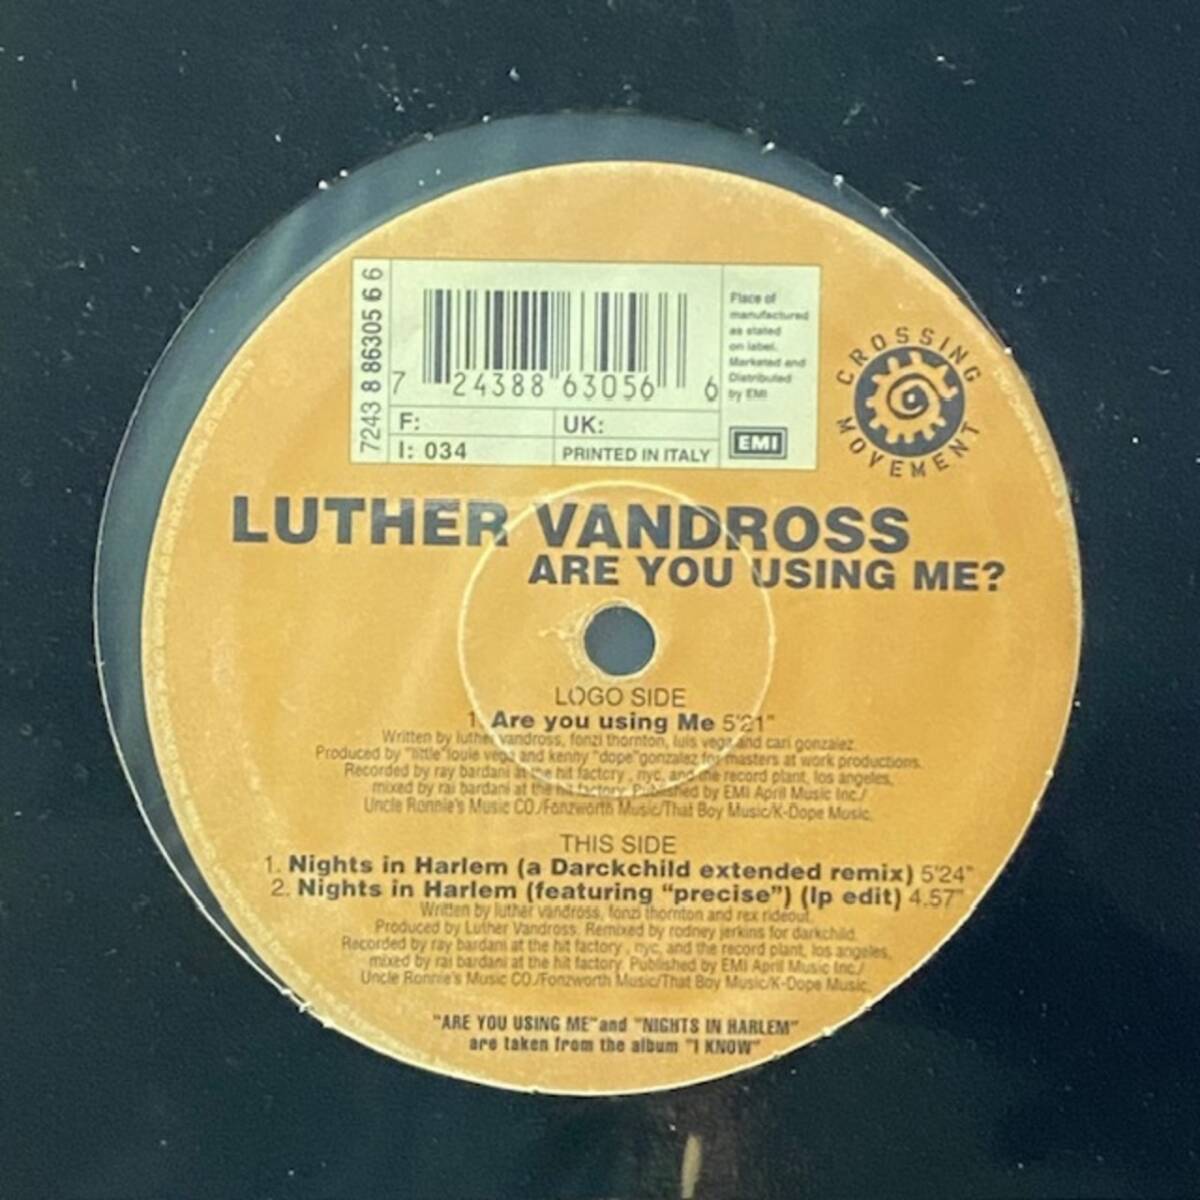 7243 8 86305 6 6
7 24388 63056 6
F:
UK:
I: 034
PRINTED IN ITALY
Place of
manufactured
as stated
on label.
Marketed and
Distributed
by EMI
EMI
CROSSING
MOVEMENT
LUTHER VANDROSS
ARE YOU USING ME?
LOGO SIDE
1. Are you using Me 5'21"
Written by luther vandross, fonzi thornton, luis vega and carl gonzalez.
Produced by "little"louie vega and kenny "dope"gonzalez for masters at work productions.
Recorded by ray bardani at the hit factory , nyc, and the record plant, los angeles,
mixed by rai bardani at the hit factory. Published by EMI April Music Inc./
Uncle Ronnie's Music CO./Fonzworth Music/That Boy Music/K-Dope Music.
THIS SIDE
1. Nights in Harlem (a Darckchild extended remix) 5'24"
2. Nights in Harlem (featuring "precise") (lp edit) 4.57"
Written by luther vandross, fonzi thornton and rex rideout.
Produced by Luther Vandross. Remixed by rodney jerkins for darkchild.
Recorded by ray bardani at the hit factory , nyc, and the record plant, los angeles,
mixed by rai bardani at the hit factory. Published by EMI April Music Inc./
Uncle Ronnie's Music CO./Fonzworth Music/That Boy Music/K-Dope Music.
"ARE YOU USING ME"and "NIGHTS IN HARLEM"
are taken from the album "I KNOW"